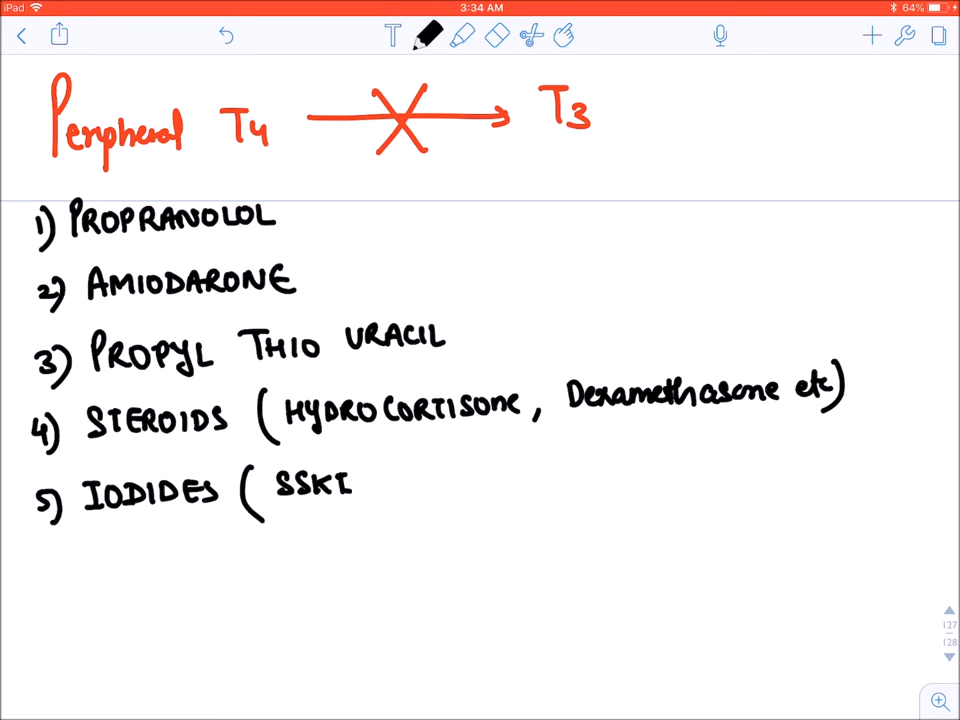 iPad 3:34 AM 64%
T
Peripheral T4 T3
1) PROPRANOLOL
2) AMIODARONE
3) PROPYL THIO URACIL
4) STEROIDS ( HYDROCORTISONE, Dexamethasone etc)
5) IODIDES ( SSKI
127
128